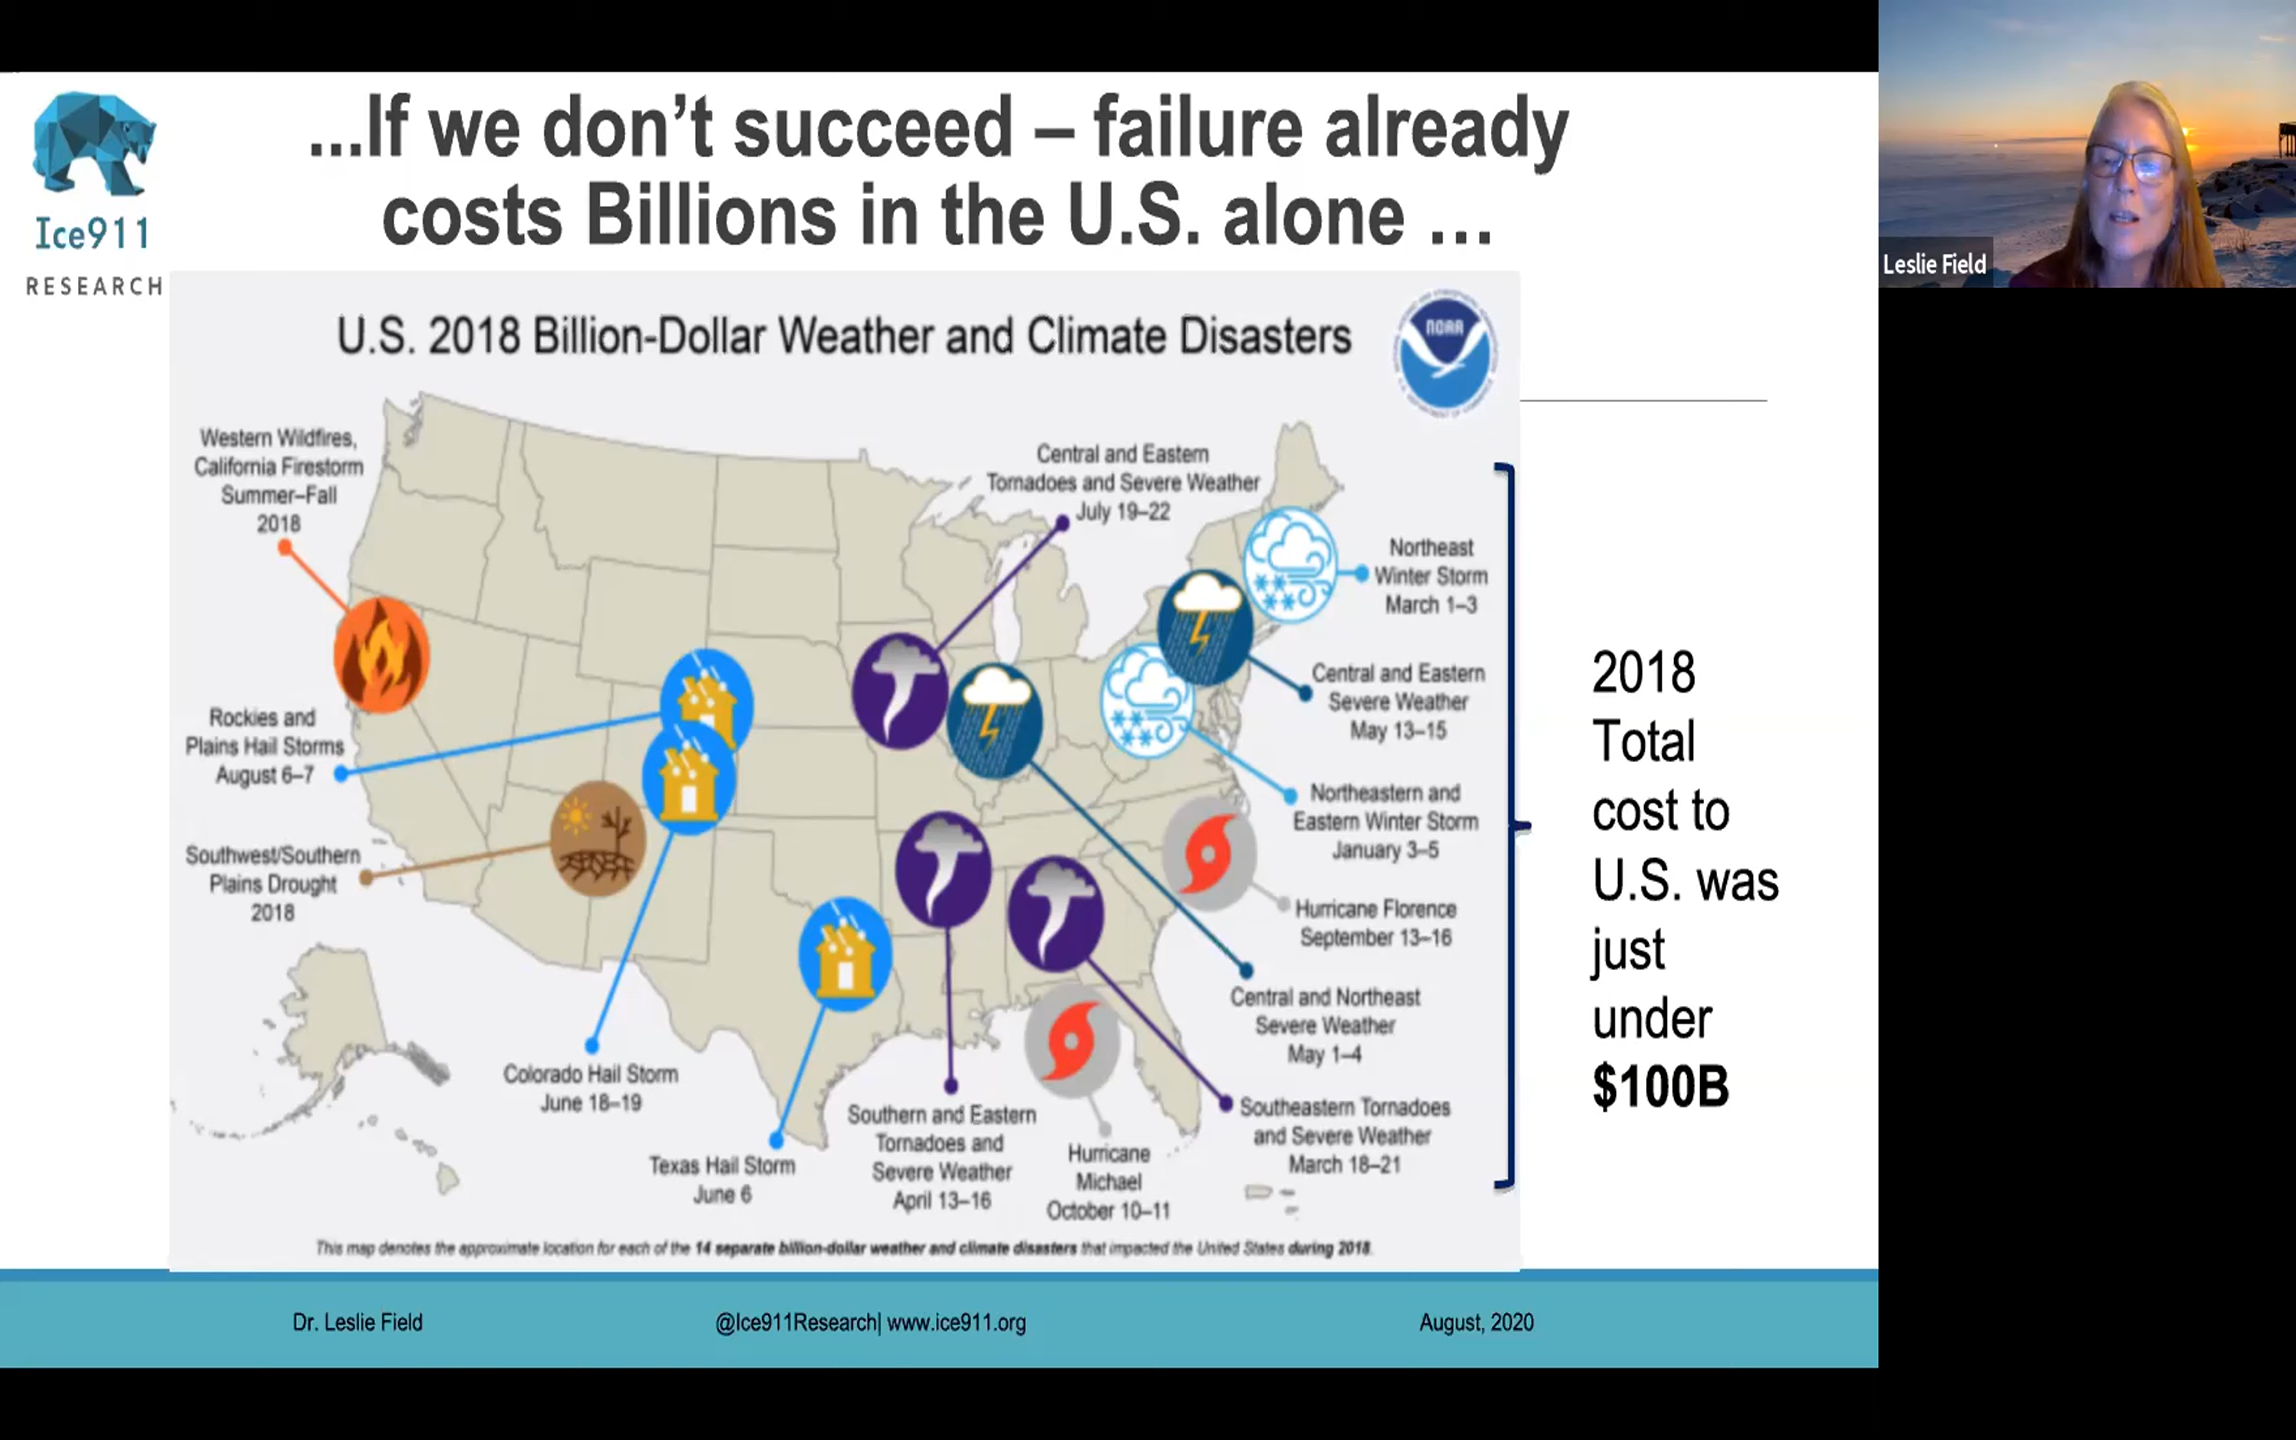 ...If we don't succeed – failure already
costs Billions in the U.S. alone ...
Ice911
RESEARCH
Leslie Field
U.S. 2018 Billion-Dollar Weather and Climate Disasters
NOAA
Western Wildfires,
California Firestorm
Summer–Fall
2018
Central and Eastern
Tornadoes and Severe Weather
July 19–22
Northeast
Winter Storm
March 1–3
Central and Eastern
Severe Weather
May 13–15
Rockies and
Plains Hail Storms
August 6–7
Northeastern and
Eastern Winter Storm
January 3–5
Southwest/Southern
Plains Drought
2018
Hurricane Florence
September 13–16
Central and Northeast
Severe Weather
May 1–4
Colorado Hail Storm
June 18–19
Texas Hail Storm
June 6
Southern and Eastern
Tornadoes and
Severe Weather
April 13–16
Hurricane
Michael
October 10–11
Southeastern Tornadoes
and Severe Weather
March 18–21
This map denotes the approximate location for each of the 14 separate billion-dollar weather and climate disasters that impacted the United States during 2018.
2018
Total
cost to
U.S. was
just
under
$100B
Dr. Leslie Field
@Ice911Research| www.ice911.org
August, 2020